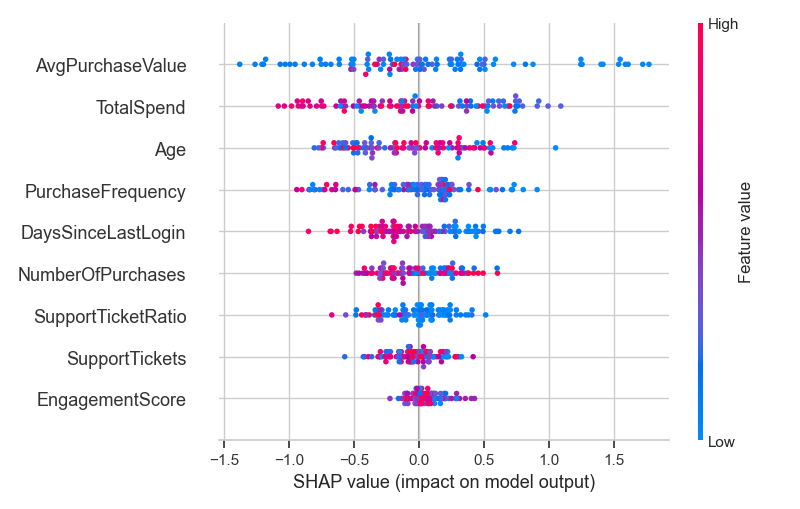 High
AvgPurchaseValue
TotalSpend
Age
PurchaseFrequency
DaysSinceLastLogin
NumberOfPurchases
SupportTicketRatio
SupportTickets
EngagementScore
Feature value
Low
−1.5 −1.0 −0.5 0.0 0.5 1.0 1.5
SHAP value (impact on model output)